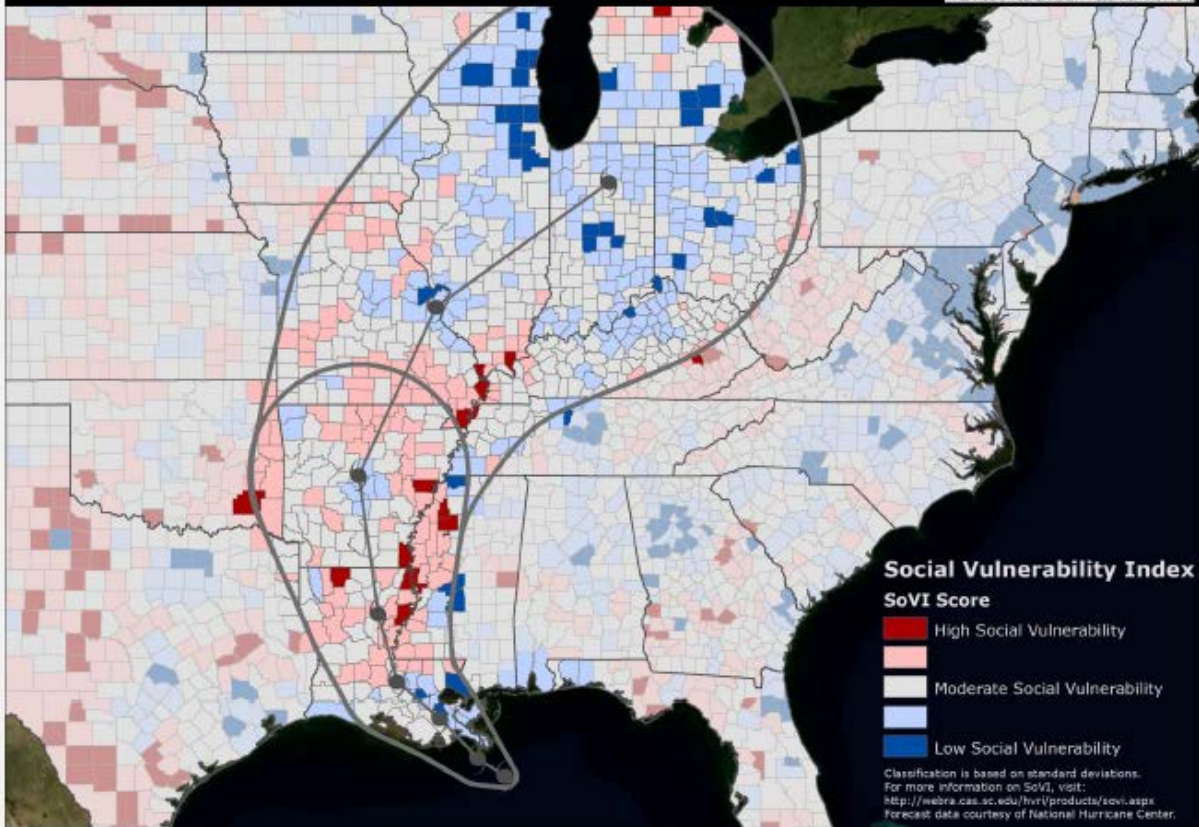 Social Vulnerability Index
SoVI Score
High Social Vulnerability
Moderate Social Vulnerability
Low Social Vulnerability
Classification is based on standard deviations.
For more information on SoVI, visit:
http://webra.cas.sc.edu/hvri/products/sovi.aspx
Forecast data courtesy of National Hurricane Center.